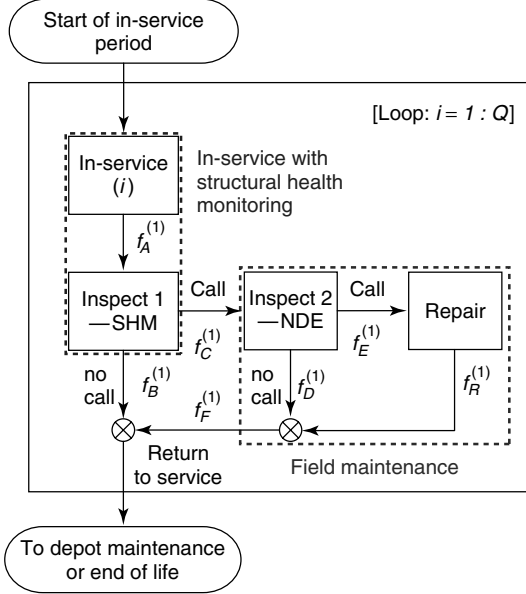 Start of in-service
period
[Loop: i = 1 : Q]
In-service
(i)
In-service with
structural health
monitoring
f_A^(1)
Inspect 1
—SHM
Call
f_C^(1)
Inspect 2
—NDE
Call
f_E^(1)
Repair
no
call
f_B^(1)
f_F^(1)
no
call
f_D^(1)
f_R^(1)
Return
to service
Field maintenance
To depot maintenance
or end of life